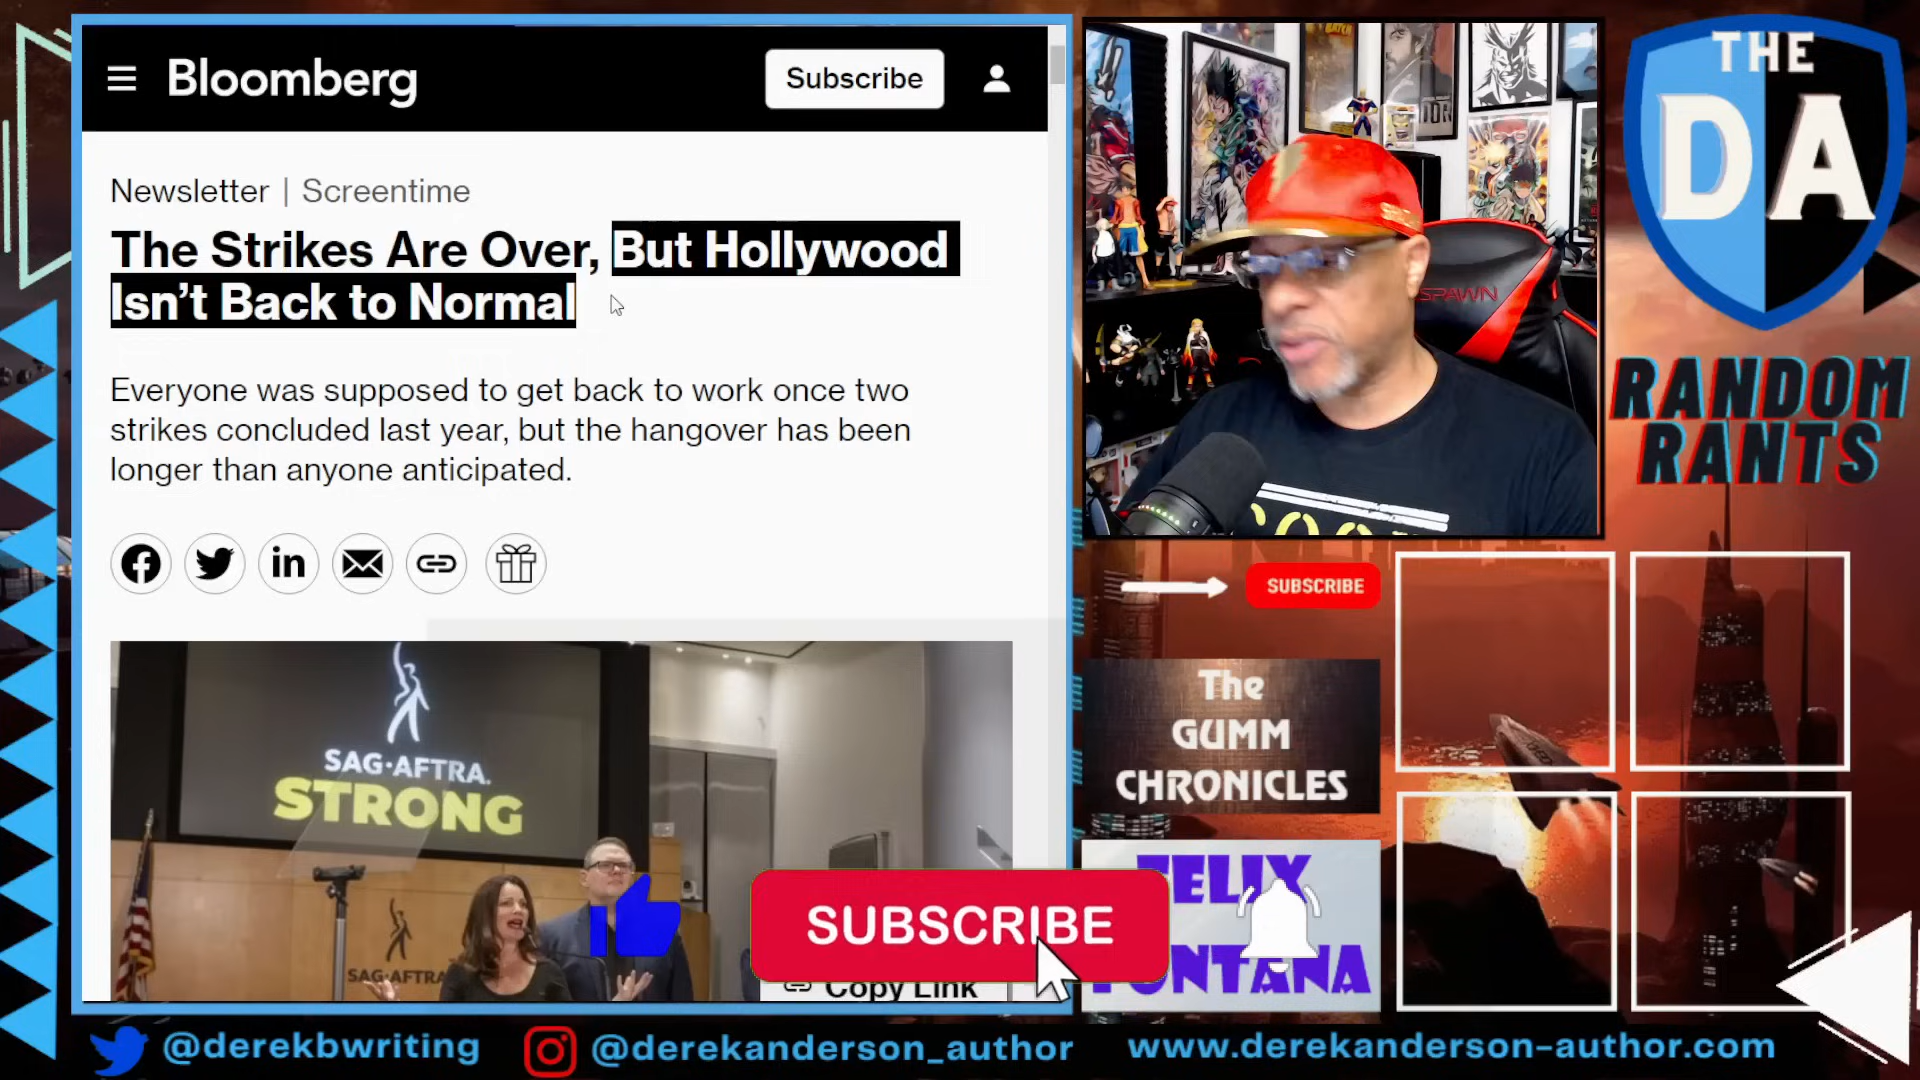 Bloomberg
Subscribe
Newsletter | Screentime
The Strikes Are Over, But Hollywood
Isn't Back to Normal
Everyone was supposed to get back to work once two
strikes concluded last year, but the hangover has been
longer than anyone anticipated.
SAG·AFTRA.
STRONG
SAG·AFTRA
Copy Link
SUBSCRIBE
SPAWN
THE
DA
RANDOM
RANTS
SUBSCRIBE
The
GUMM
CHRONICLES
FELIX
FONTANA
@derekbwriting
@derekanderson_author
www.derekanderson-author.com